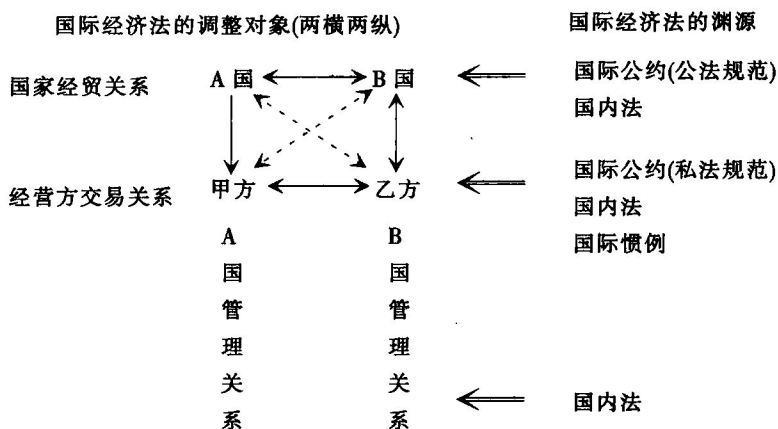 国际经济法的调整对象(两横两纵)
国际经济法的渊源
国家经贸关系
A国
B国
国际公约(公法规范)
国内法
经营方交易关系
甲方
乙方
国际公约(私法规范)
国内法
国际惯例
A国管理关系
B国管理关系
国内法